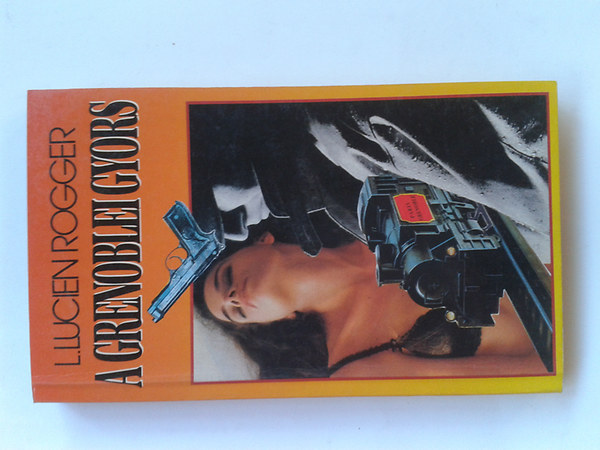 L. LUCIEN ROGGER
A GRENOBLEI GYORS